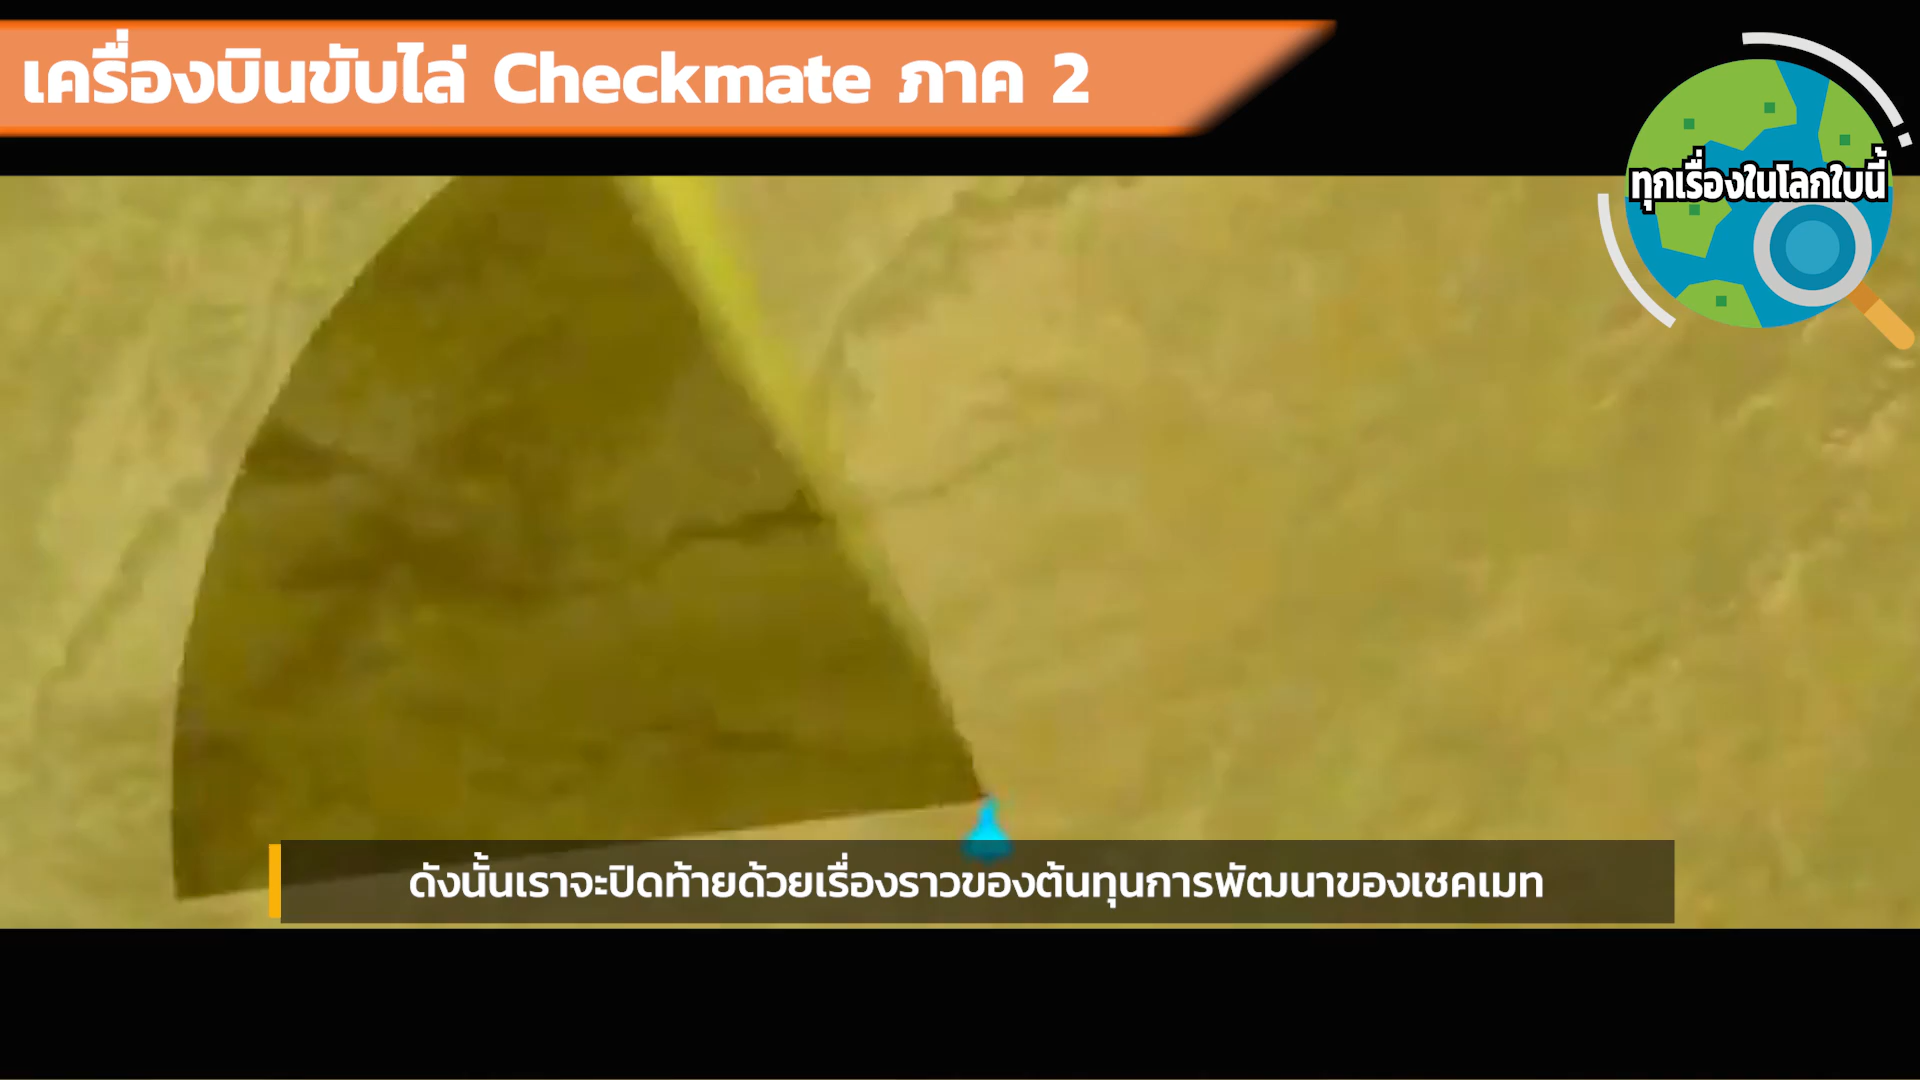 เครื่องบินขับไล่ Checkmate ภาค 2
ทุกเรื่องในโลกใบนี้
ดังนั้นเราจะปิดท้ายด้วยเรื่องราวของต้นทุนการพัฒนาของเชคเมท